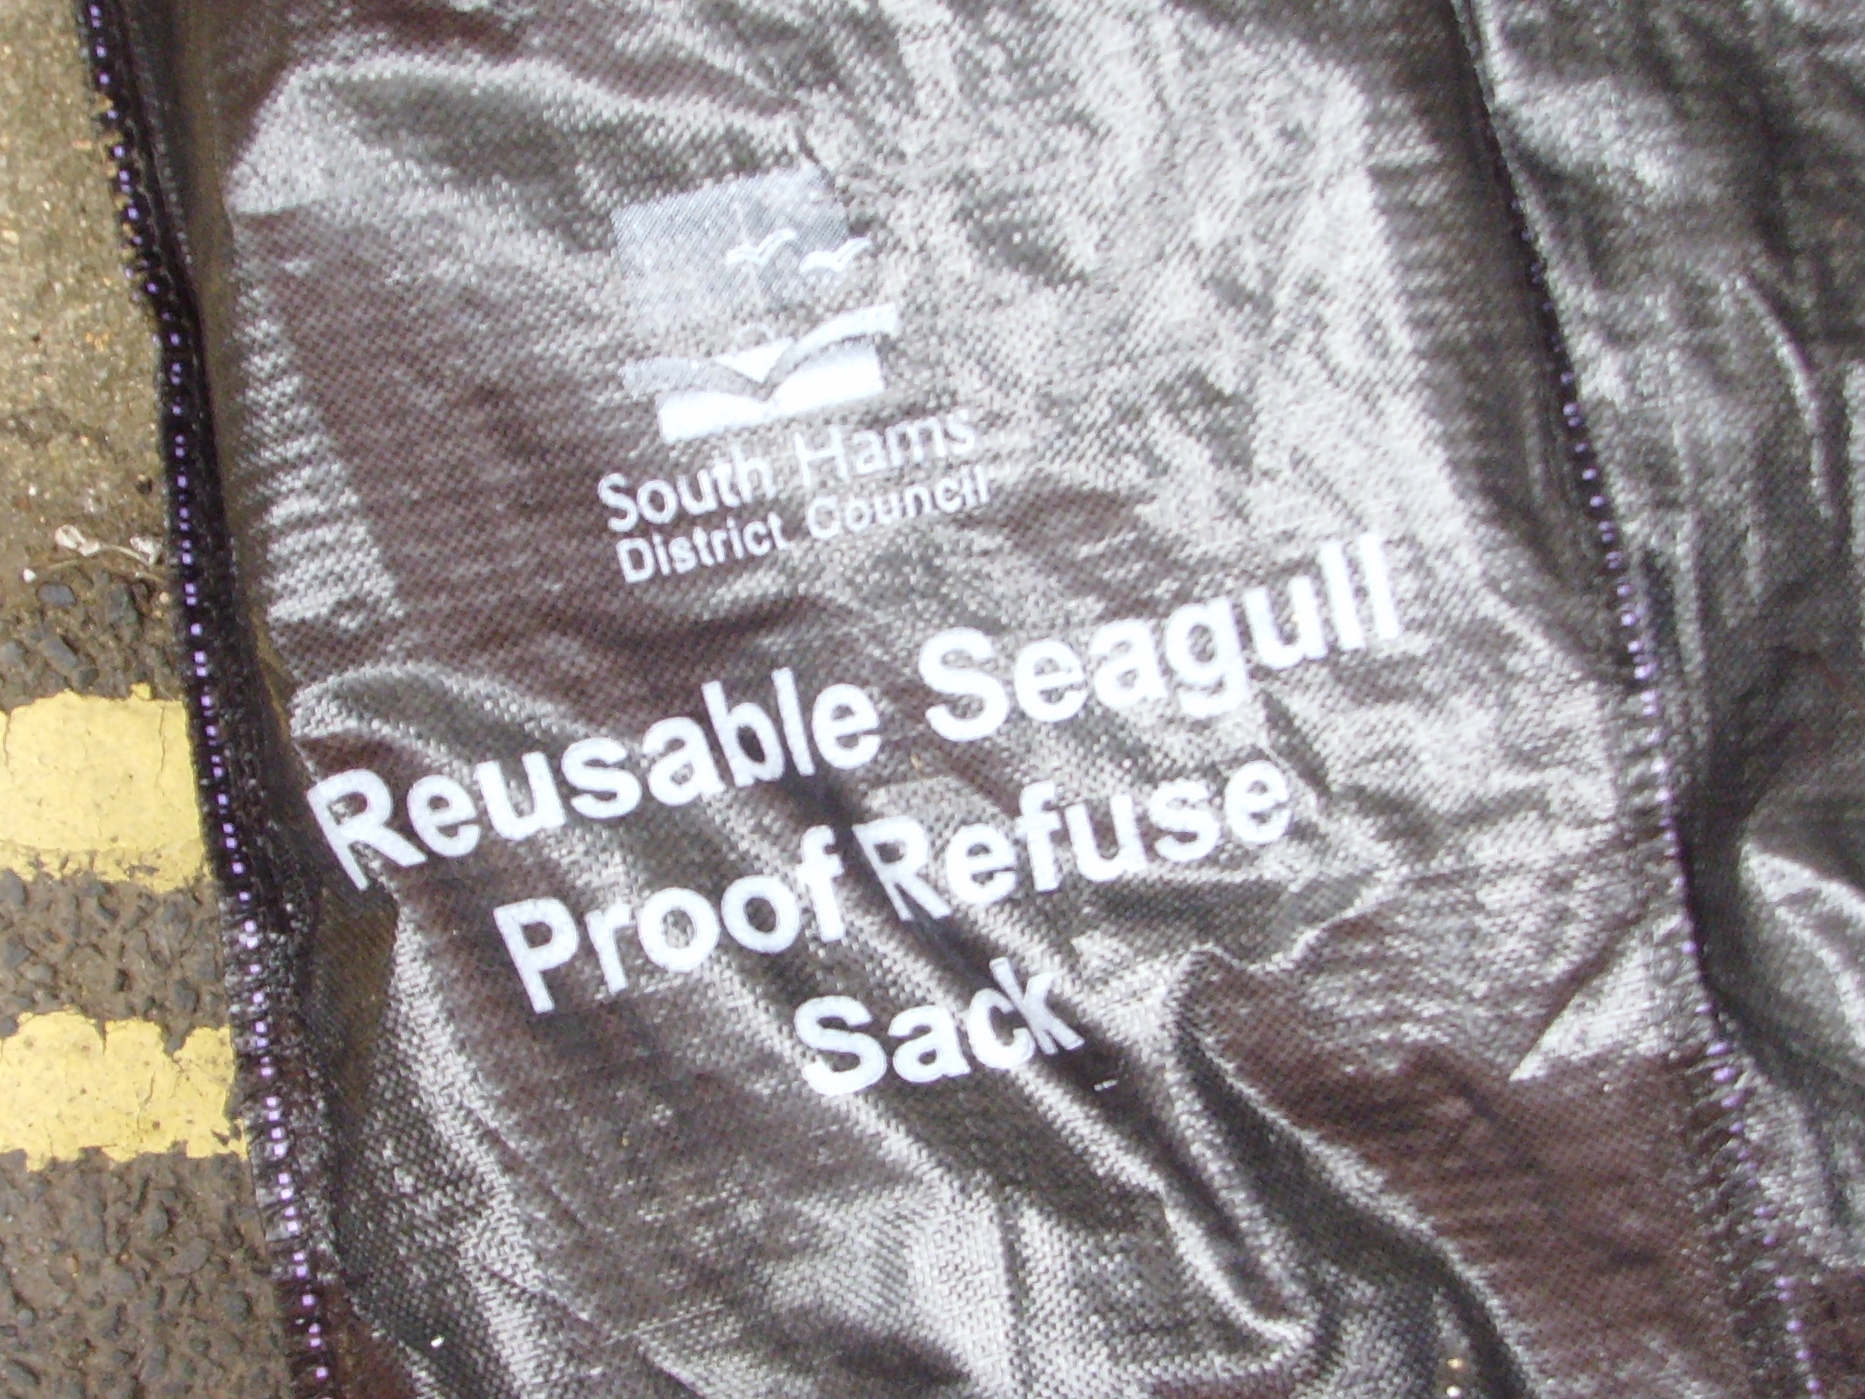 South Hams
District Council
Reusable Seagull
Proof Refuse
Sack